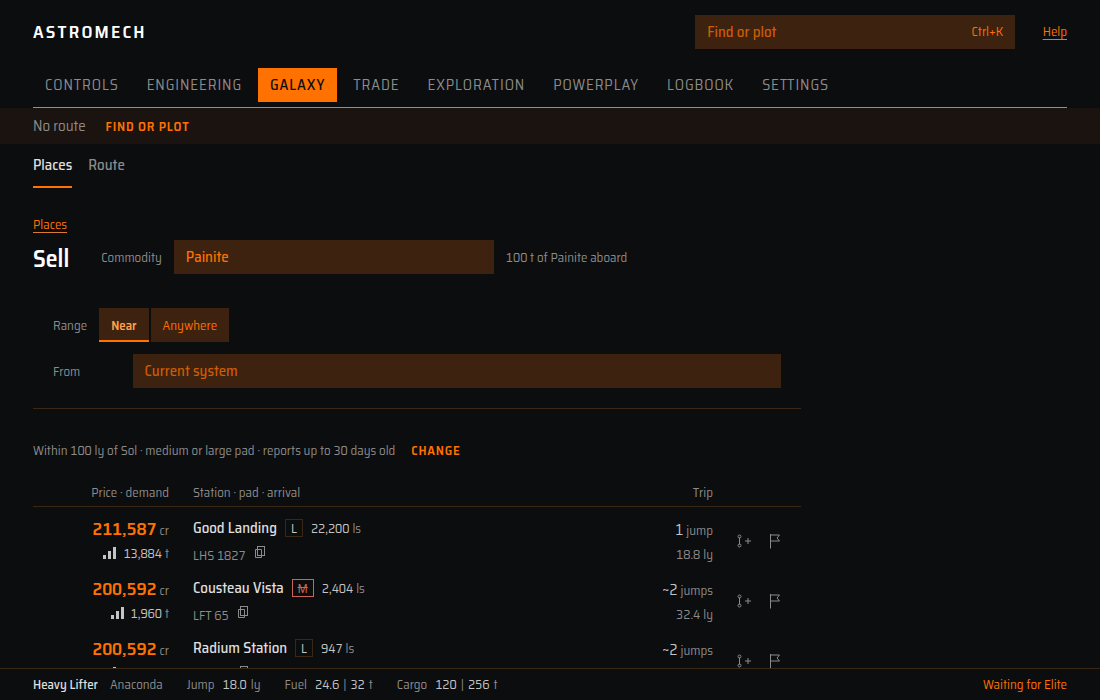 ASTROMECH
Find or plot Ctrl+K Help
CONTROLS ENGINEERING GALAXY TRADE EXPLORATION POWERPLAY LOGBOOK SETTINGS
No route FIND OR PLOT
Places Route
Places
Sell Commodity Painite 100 t of Painite aboard
Range Near Anywhere
From Current system
Within 100 ly of Sol · medium or large pad · reports up to 30 days old CHANGE
Price · demand Station · pad · arrival Trip
211,587 cr Good Landing L 22,200 ls 1 jump
13,884 t LHS 1827 18.8 ly
200,592 cr Cousteau Vista M 2,404 ls ~2 jumps
1,960 t LFT 65 32.4 ly
200,592 cr Radium Station L 947 ls ~2 jumps
Heavy Lifter Anaconda Jump 18.0 ly Fuel 24.6 | 32 t Cargo 120 | 256 t Waiting for Elite